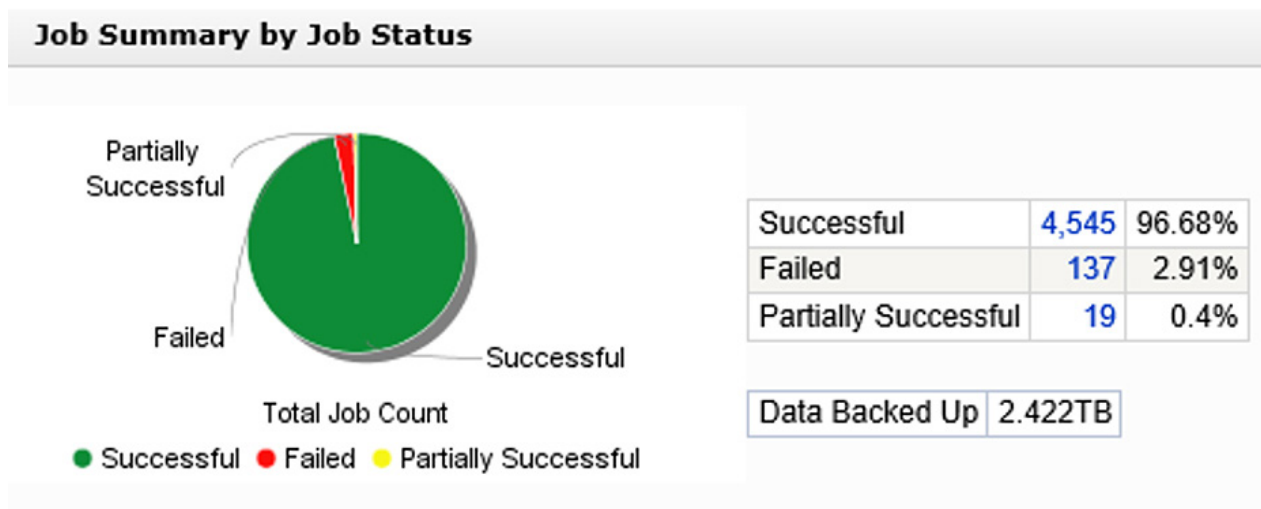 Job Summary by Job Status
Partially
Successful
Failed
Successful
Total Job Count
Successful Failed Partially Successful
Successful 4,545 96.68%
Failed 137 2.91%
Partially Successful 19 0.4%
Data Backed Up 2.422TB